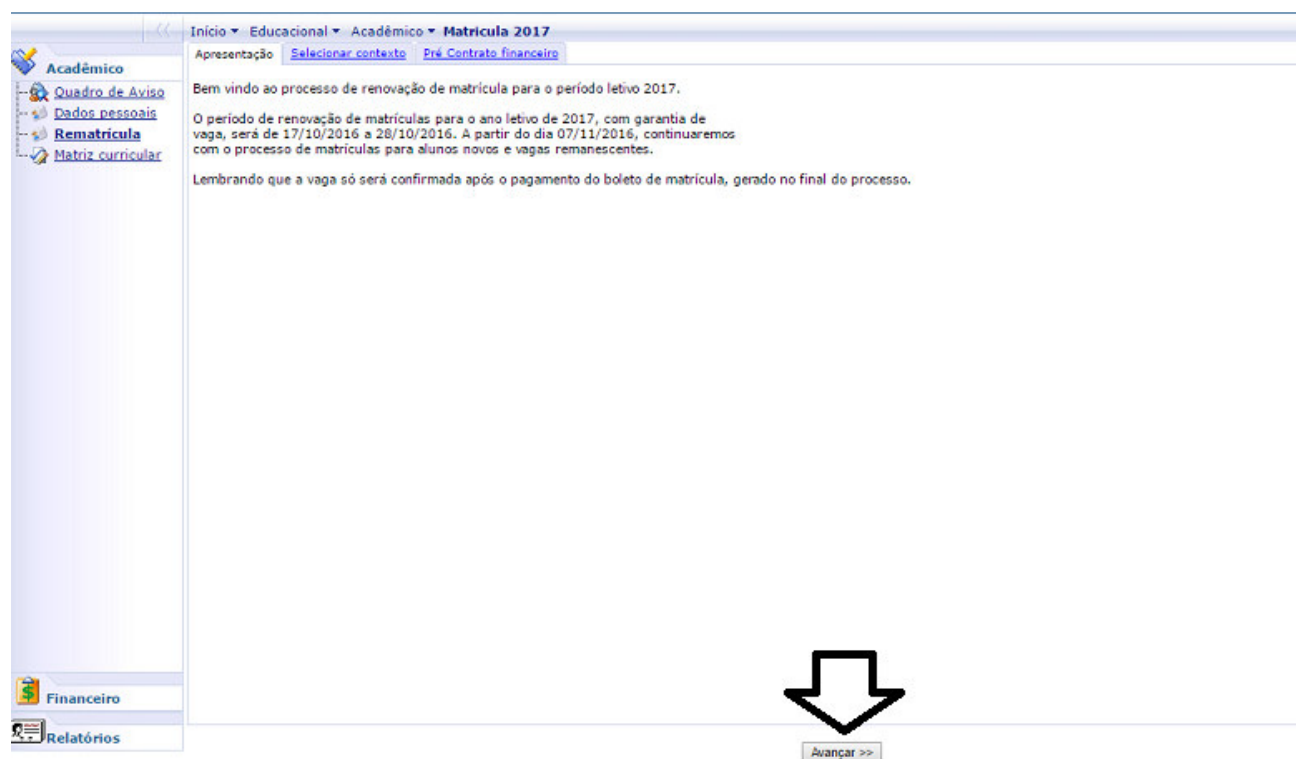 Início Educacional Acadêmico Matricula 2017
Apresentação Selecionar contexto Pré Contrato financeiro
Acadêmico
Quadro de Aviso
Dados pessoais
Rematrícula
Matriz curricular
Bem vindo ao processo de renovação de matrícula para o período letivo 2017.
O período de renovação de matrículas para o ano letivo de 2017, com garantia de
vaga, será de 17/10/2016 a 28/10/2016. A partir do dia 07/11/2016, continuaremos
com o processo de matrículas para alunos novos e vagas remanescentes.
Lembrando que a vaga só será confirmada após o pagamento do boleto de matrícula, gerado no final do processo.
Financeiro
Relatórios
Avançar >>